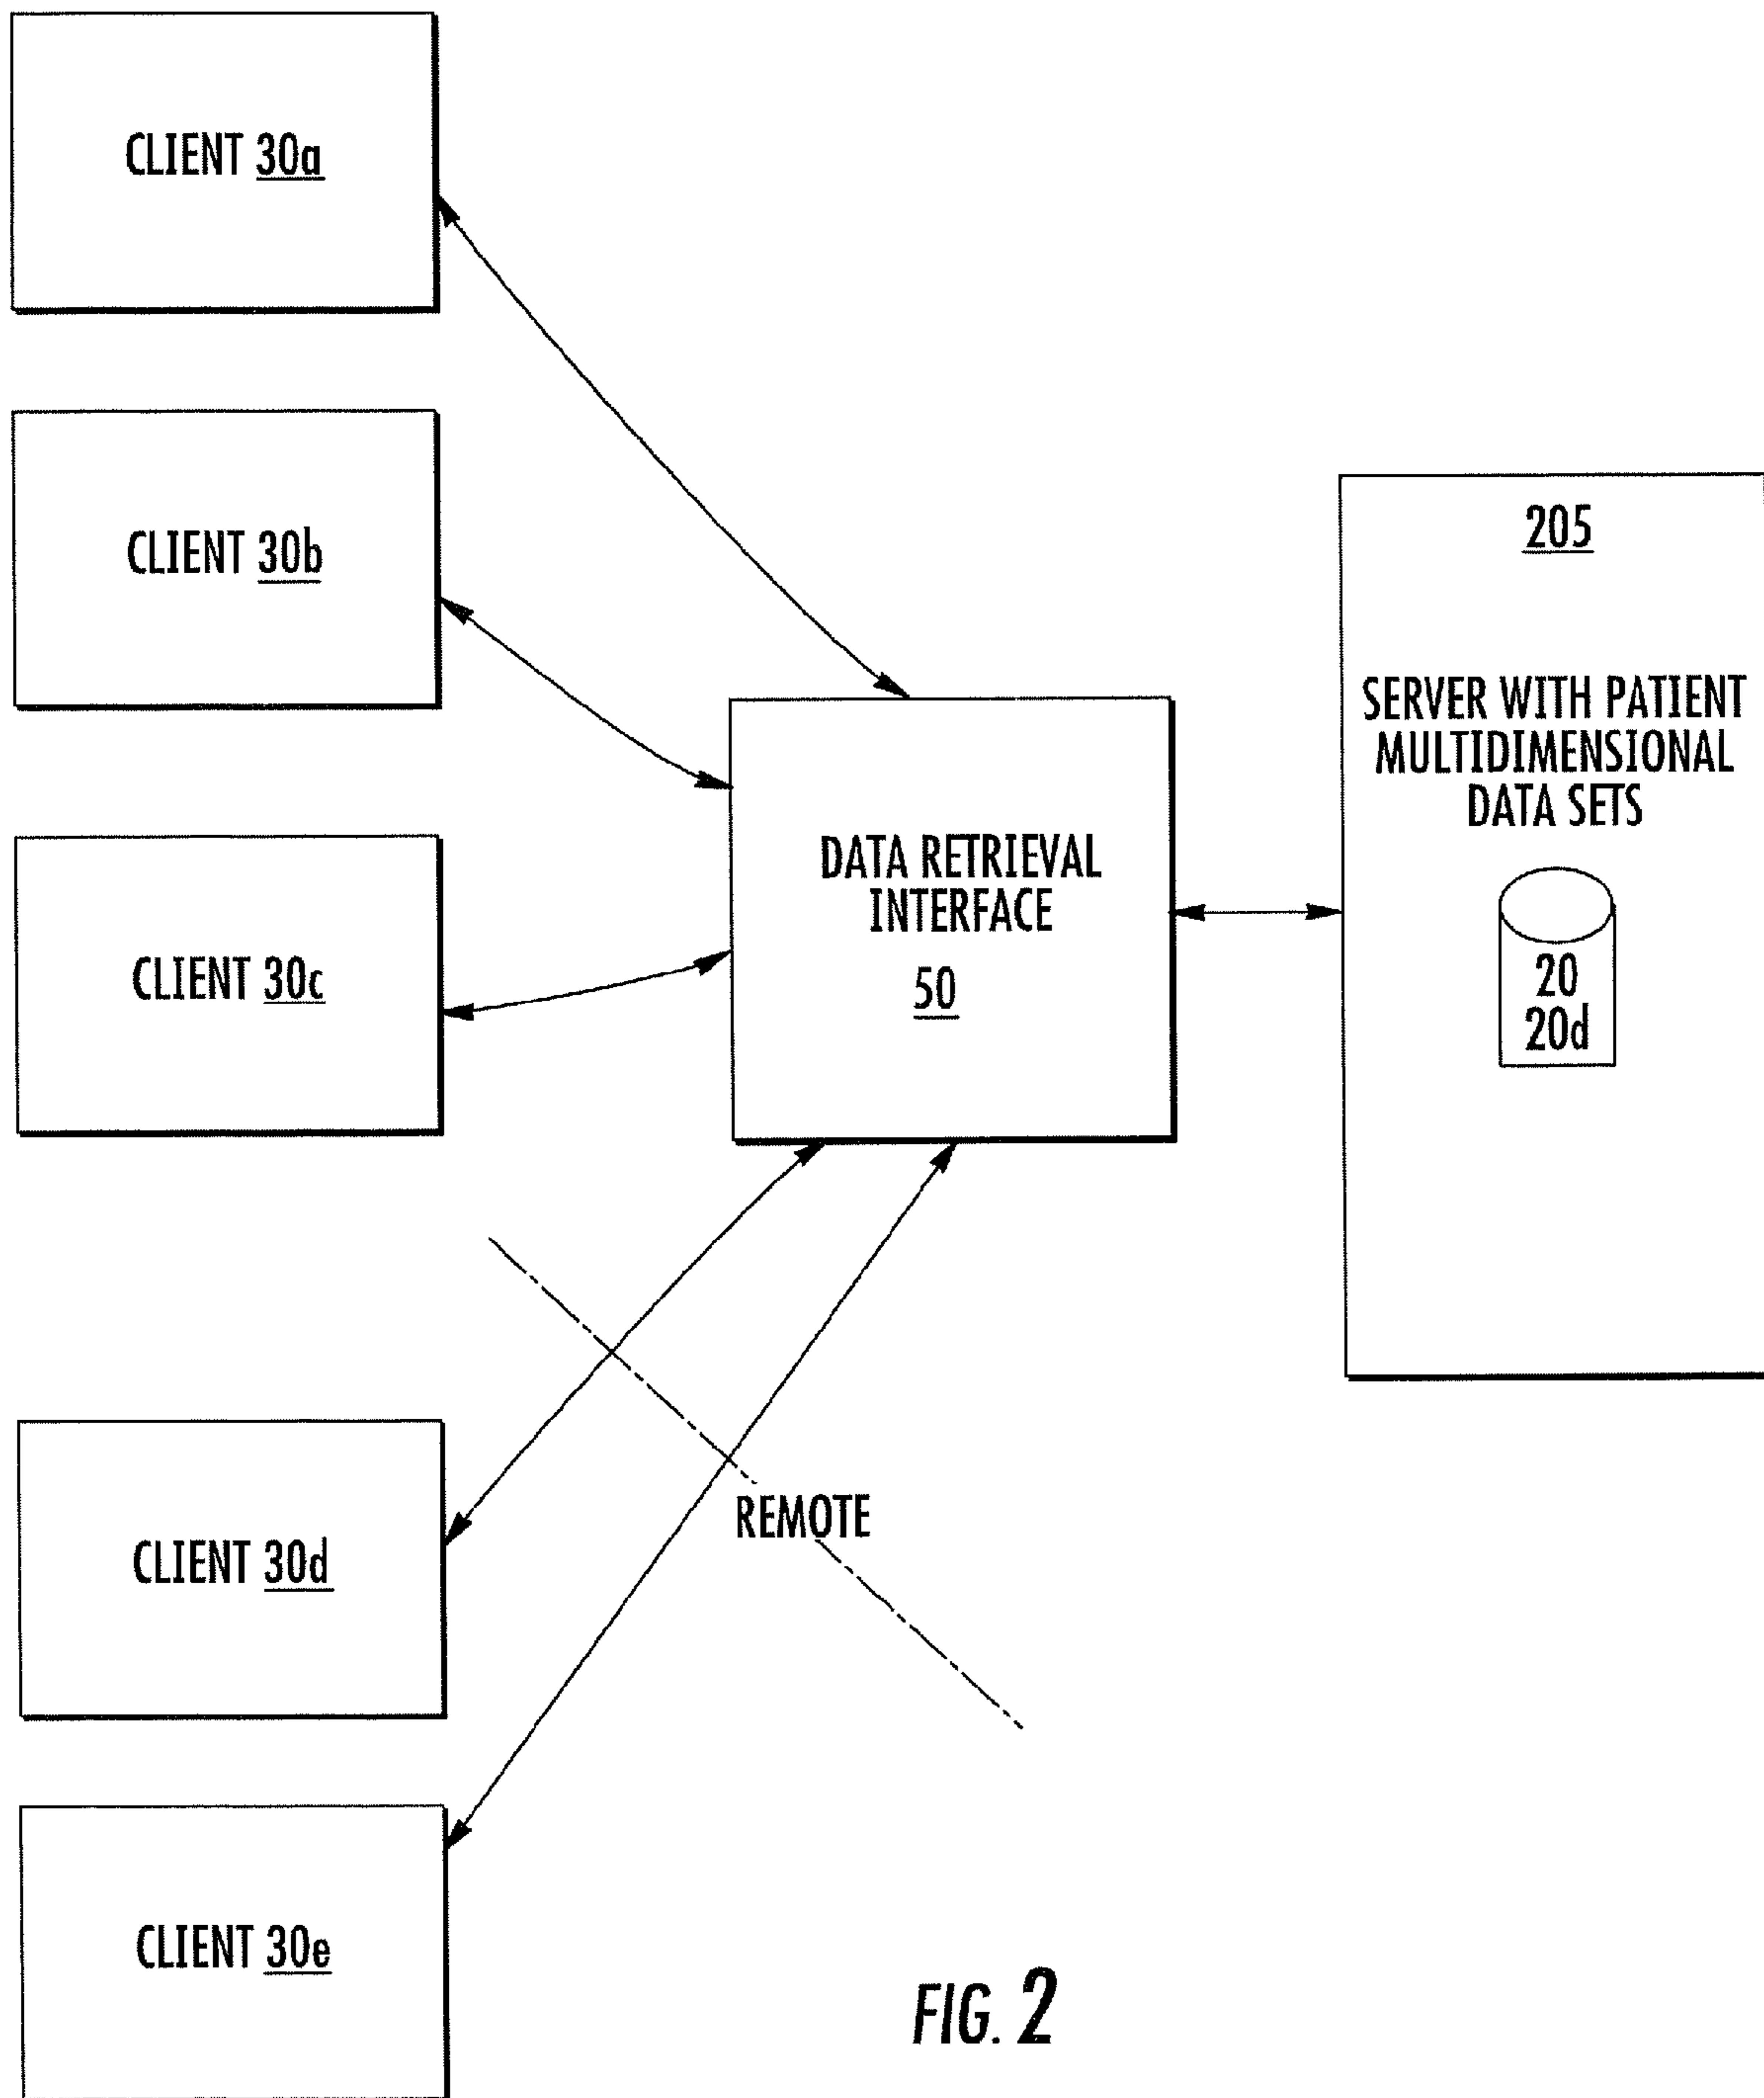 CLIENT 30a
CLIENT 30b
CLIENT 30c
DATA RETRIEVAL
INTERFACE
50
205
SERVER WITH PATIENT
MULTIDIMENSIONAL
DATA SETS
20
20d
REMOTE
CLIENT 30d
CLIENT 30e
FIG. 2